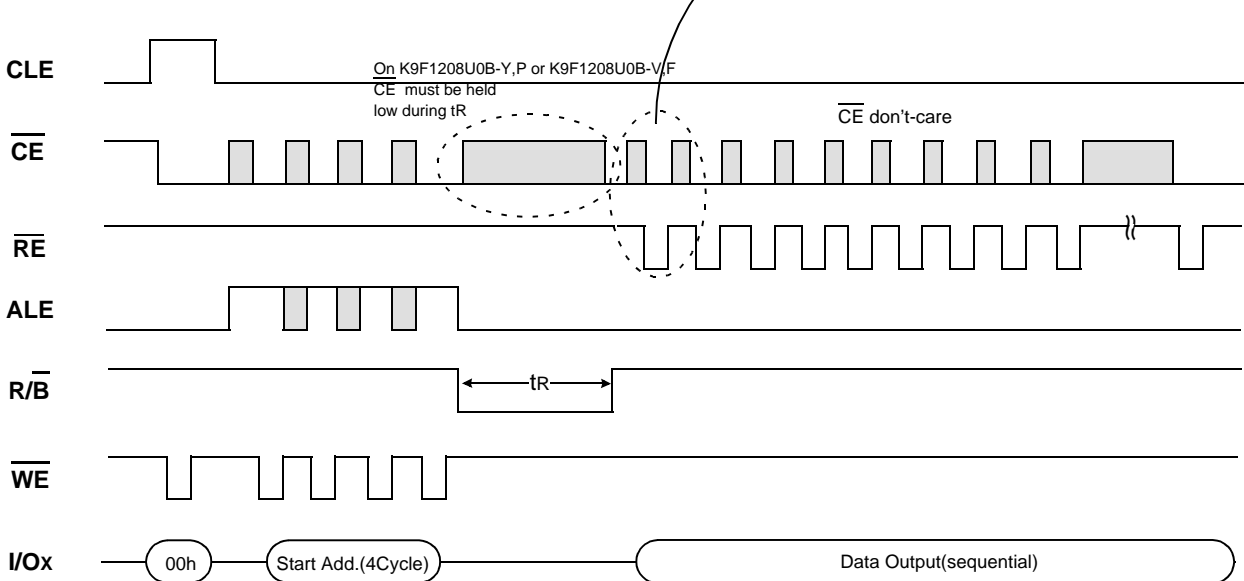 CLE
On K9F1208U0B-Y,P or K9F1208U0B-V,F
CE must be held
low during tR
CE don't-care
CE
RE
ALE
R/B
tR
WE
I/Ox
00h
Start Add.(4Cycle)
Data Output(sequential)